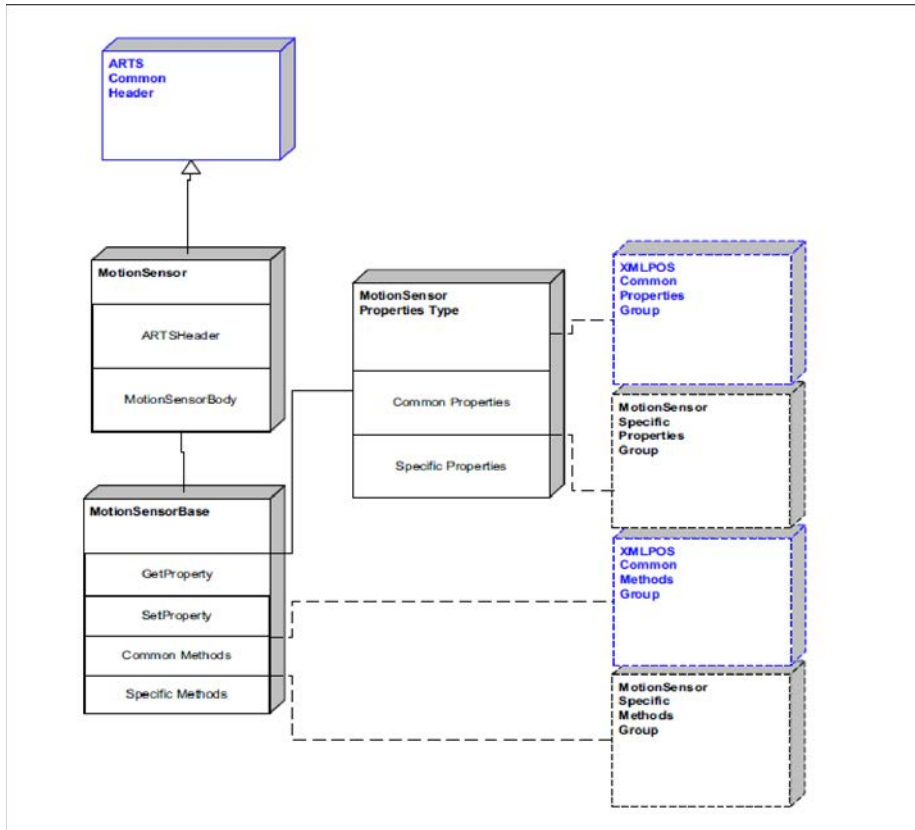 ARTS
Common
Header
MotionSensor
ARTSHeader
MotionSensorBody
MotionSensorBase
GetProperty
SetProperty
Common Methods
Specific Methods
MotionSensor
Properties Type
Common Properties
Specific Properties
XMLPOS
Common
Properties
Group
MotionSensor
Specific
Properties
Group
XMLPOS
Common
Methods
Group
MotionSensor
Specific
Methods
Group